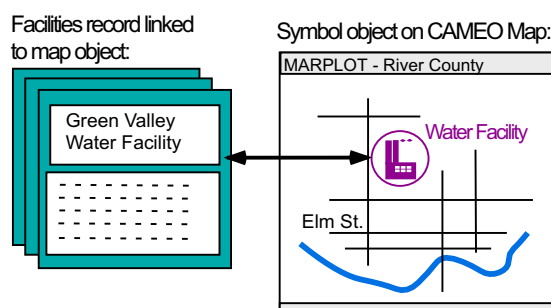 Facilities record linked
to map object:
Green Valley
Water Facility
Symbol object on CAMEO Map:
MARPLOT - River County
Water Facility
Elm St.